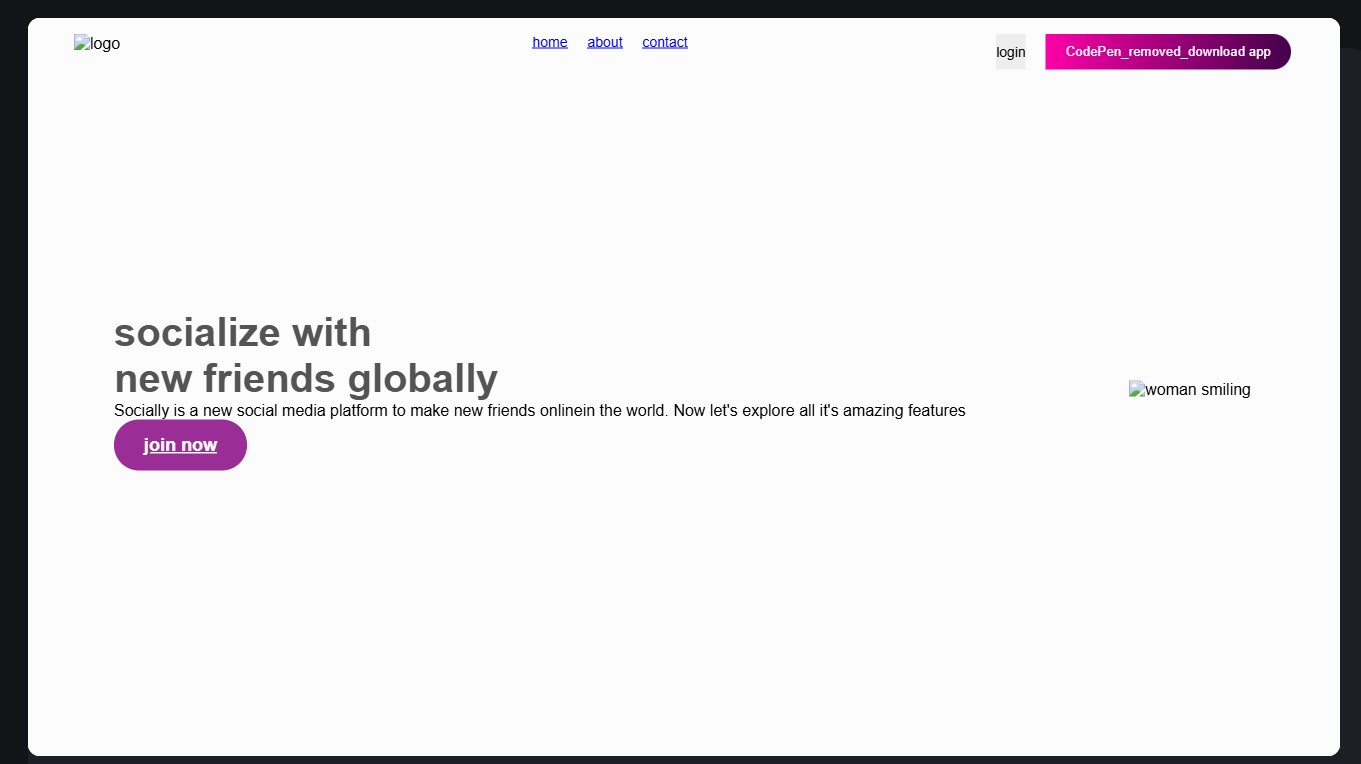 logo
home about contact
login
CodePen_removed_download app
socialize with
new friends globally
Socially is a new social media platform to make new friends onlinein the world. Now let's explore all it's amazing features
join now
woman smiling